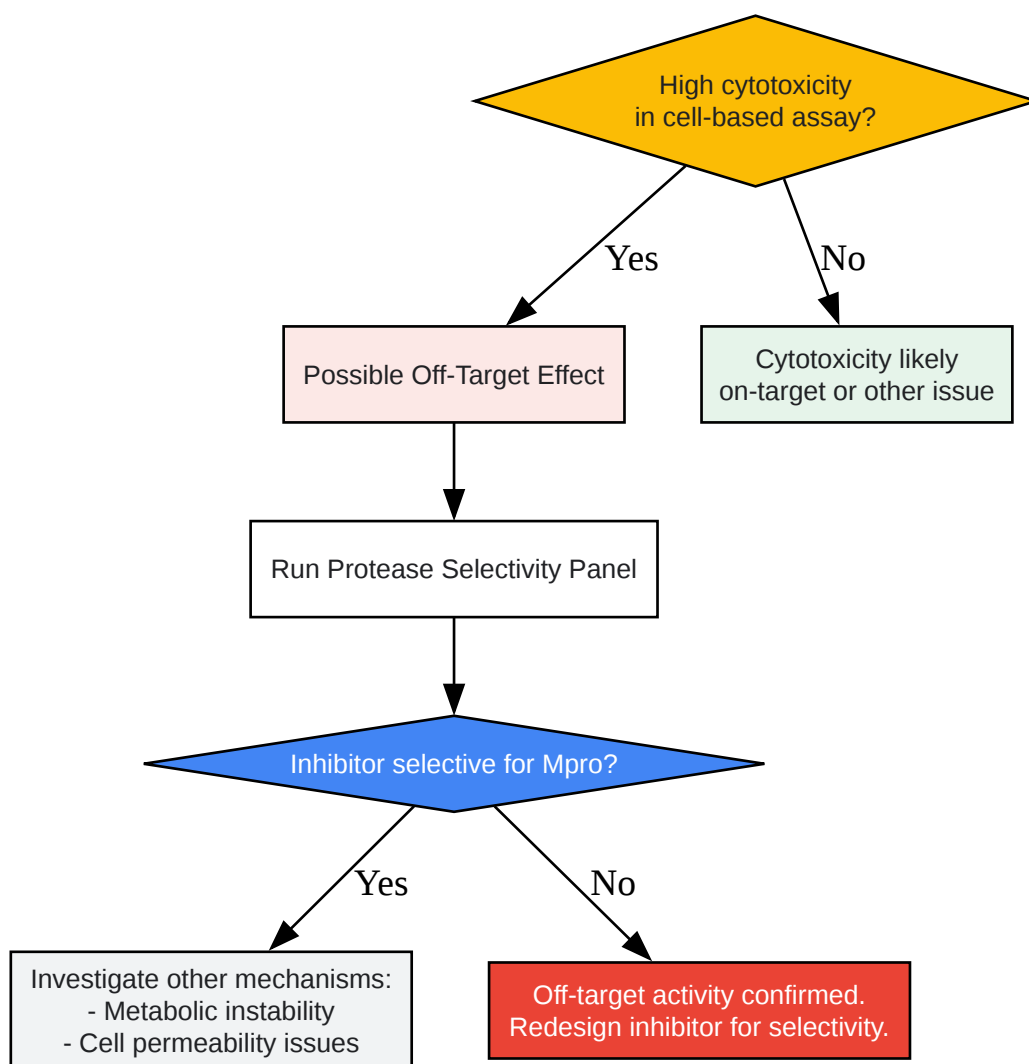 High cytotoxicity
in cell-based assay?
Yes
No
Possible Off-Target Effect
Cytotoxicity likely
on-target or other issue
Run Protease Selectivity Panel
Inhibitor selective for Mpro?
Yes
No
Investigate other mechanisms:
- Metabolic instability
- Cell permeability issues
Off-target activity confirmed.
Redesign inhibitor for selectivity.